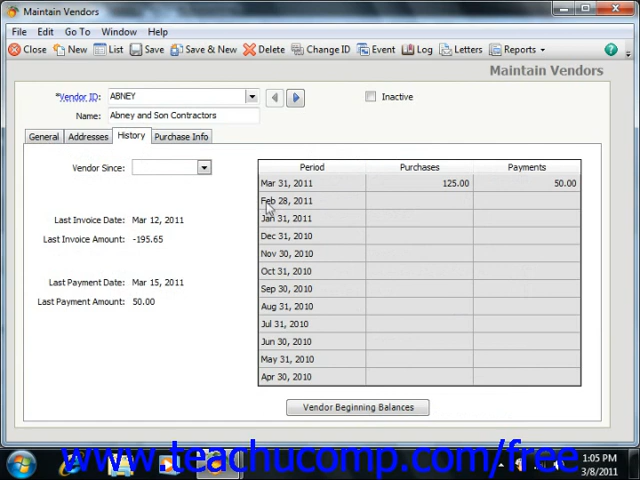 Maintain Vendors
File Edit Go To Window Help
Close New List Save Save & New Delete Change ID Event Log Letters Reports
Maintain Vendors
*Vendor ID: ABNEY Inactive
Name: Abney and Son Contractors
General Addresses History Purchase Info
Vendor Since:
Period Purchases Payments
Mar 31, 2011 125.00 50.00
Feb 28, 2011
Jan 31, 2011
Dec 31, 2010
Nov 30, 2010
Oct 31, 2010
Sep 30, 2010
Aug 31, 2010
Jul 31, 2010
Jun 30, 2010
May 31, 2010
Apr 30, 2010
Last Invoice Date: Mar 12, 2011
Last Invoice Amount: -195.65
Last Payment Date: Mar 15, 2011
Last Payment Amount: 50.00
Vendor Beginning Balances
www.teachucomp.com/free
1:05 PM
3/8/2011